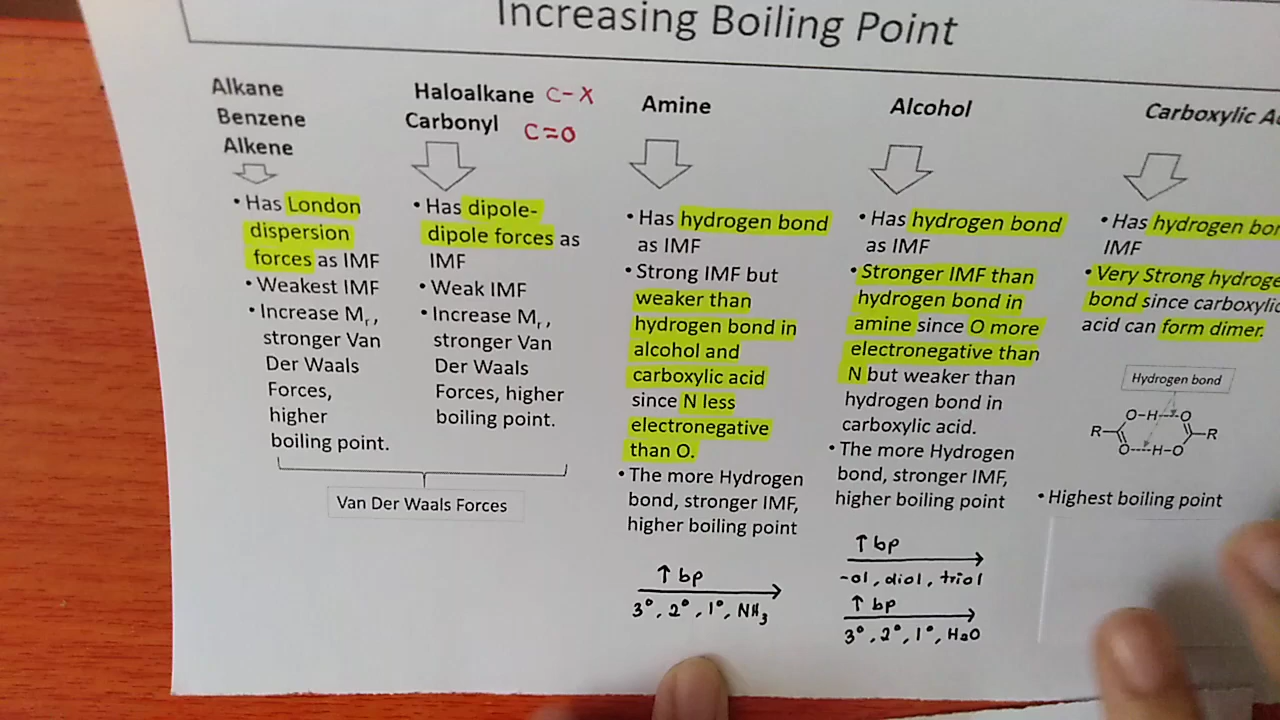 Increasing Boiling Point
Alkane
Benzene
Alkene
• Has London
dispersion
forces as IMF
• Weakest IMF
• Increase Mr,
stronger Van
Der Waals
Forces,
higher
boiling point.
Haloalkane C-X
Carbonyl C=O
• Has dipole-
dipole forces as
IMF
• Weak IMF
• Increase Mr,
stronger Van
Der Waals
Forces, higher
boiling point.
Van Der Waals Forces
Amine
• Has hydrogen bond
as IMF
• Strong IMF but
weaker than
hydrogen bond in
alcohol and
carboxylic acid
since N less
electronegative
than O.
• The more Hydrogen
bond, stronger IMF,
higher boiling point
↑ bp
3°, 2°, 1°, NH3
Alcohol
• Has hydrogen bond
as IMF
• Stronger IMF than
hydrogen bond in
amine since O more
electronegative than
N but weaker than
hydrogen bond in
carboxylic acid.
• The more Hydrogen
bond, stronger IMF,
higher boiling point
↑ bp
-ol, diol, triol
↑ bp
3°, 2°, 1°, H2O
Carboxylic
• Has hydrogen
IMF
• Very Strong
bond since
acid can form dimer.
Hydrogen bond
O-H----O
R R
O----H-O
• Highest boiling point